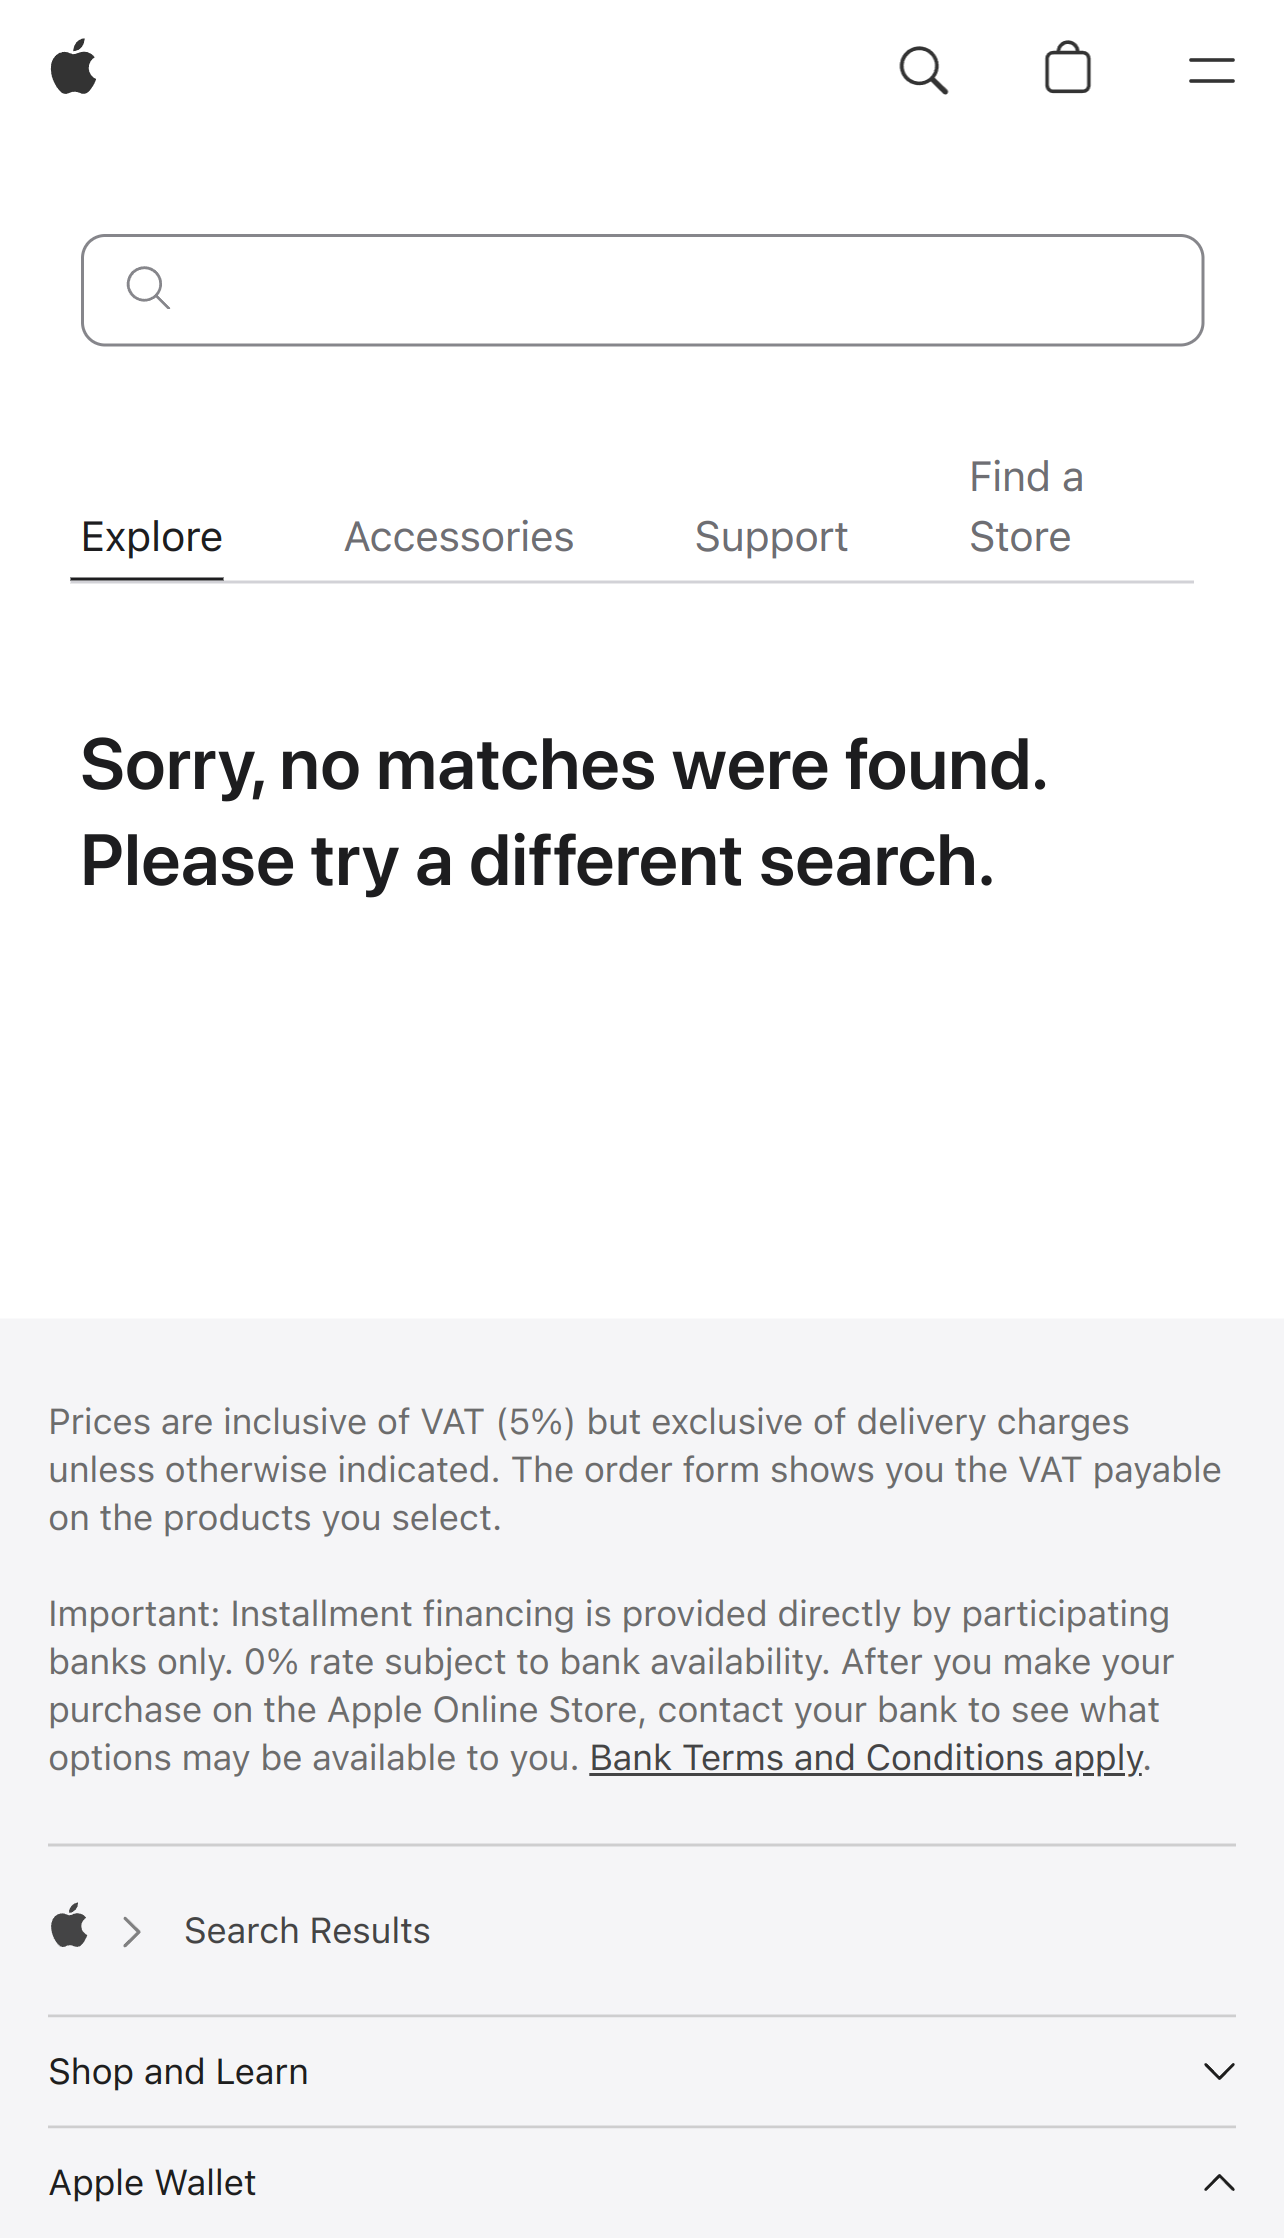 Explore
Accessories
Support
Find a
Store
Sorry, no matches were found.
Please try a different search.
Prices are inclusive of VAT (5%) but exclusive of delivery charges
unless otherwise indicated. The order form shows you the VAT payable
on the products you select.
Important: Installment financing is provided directly by participating
banks only. 0% rate subject to bank availability. After you make your
purchase on the Apple Online Store, contact your bank to see what
options may be available to you. Bank Terms and Conditions apply.
Search Results
Shop and Learn
Apple Wallet